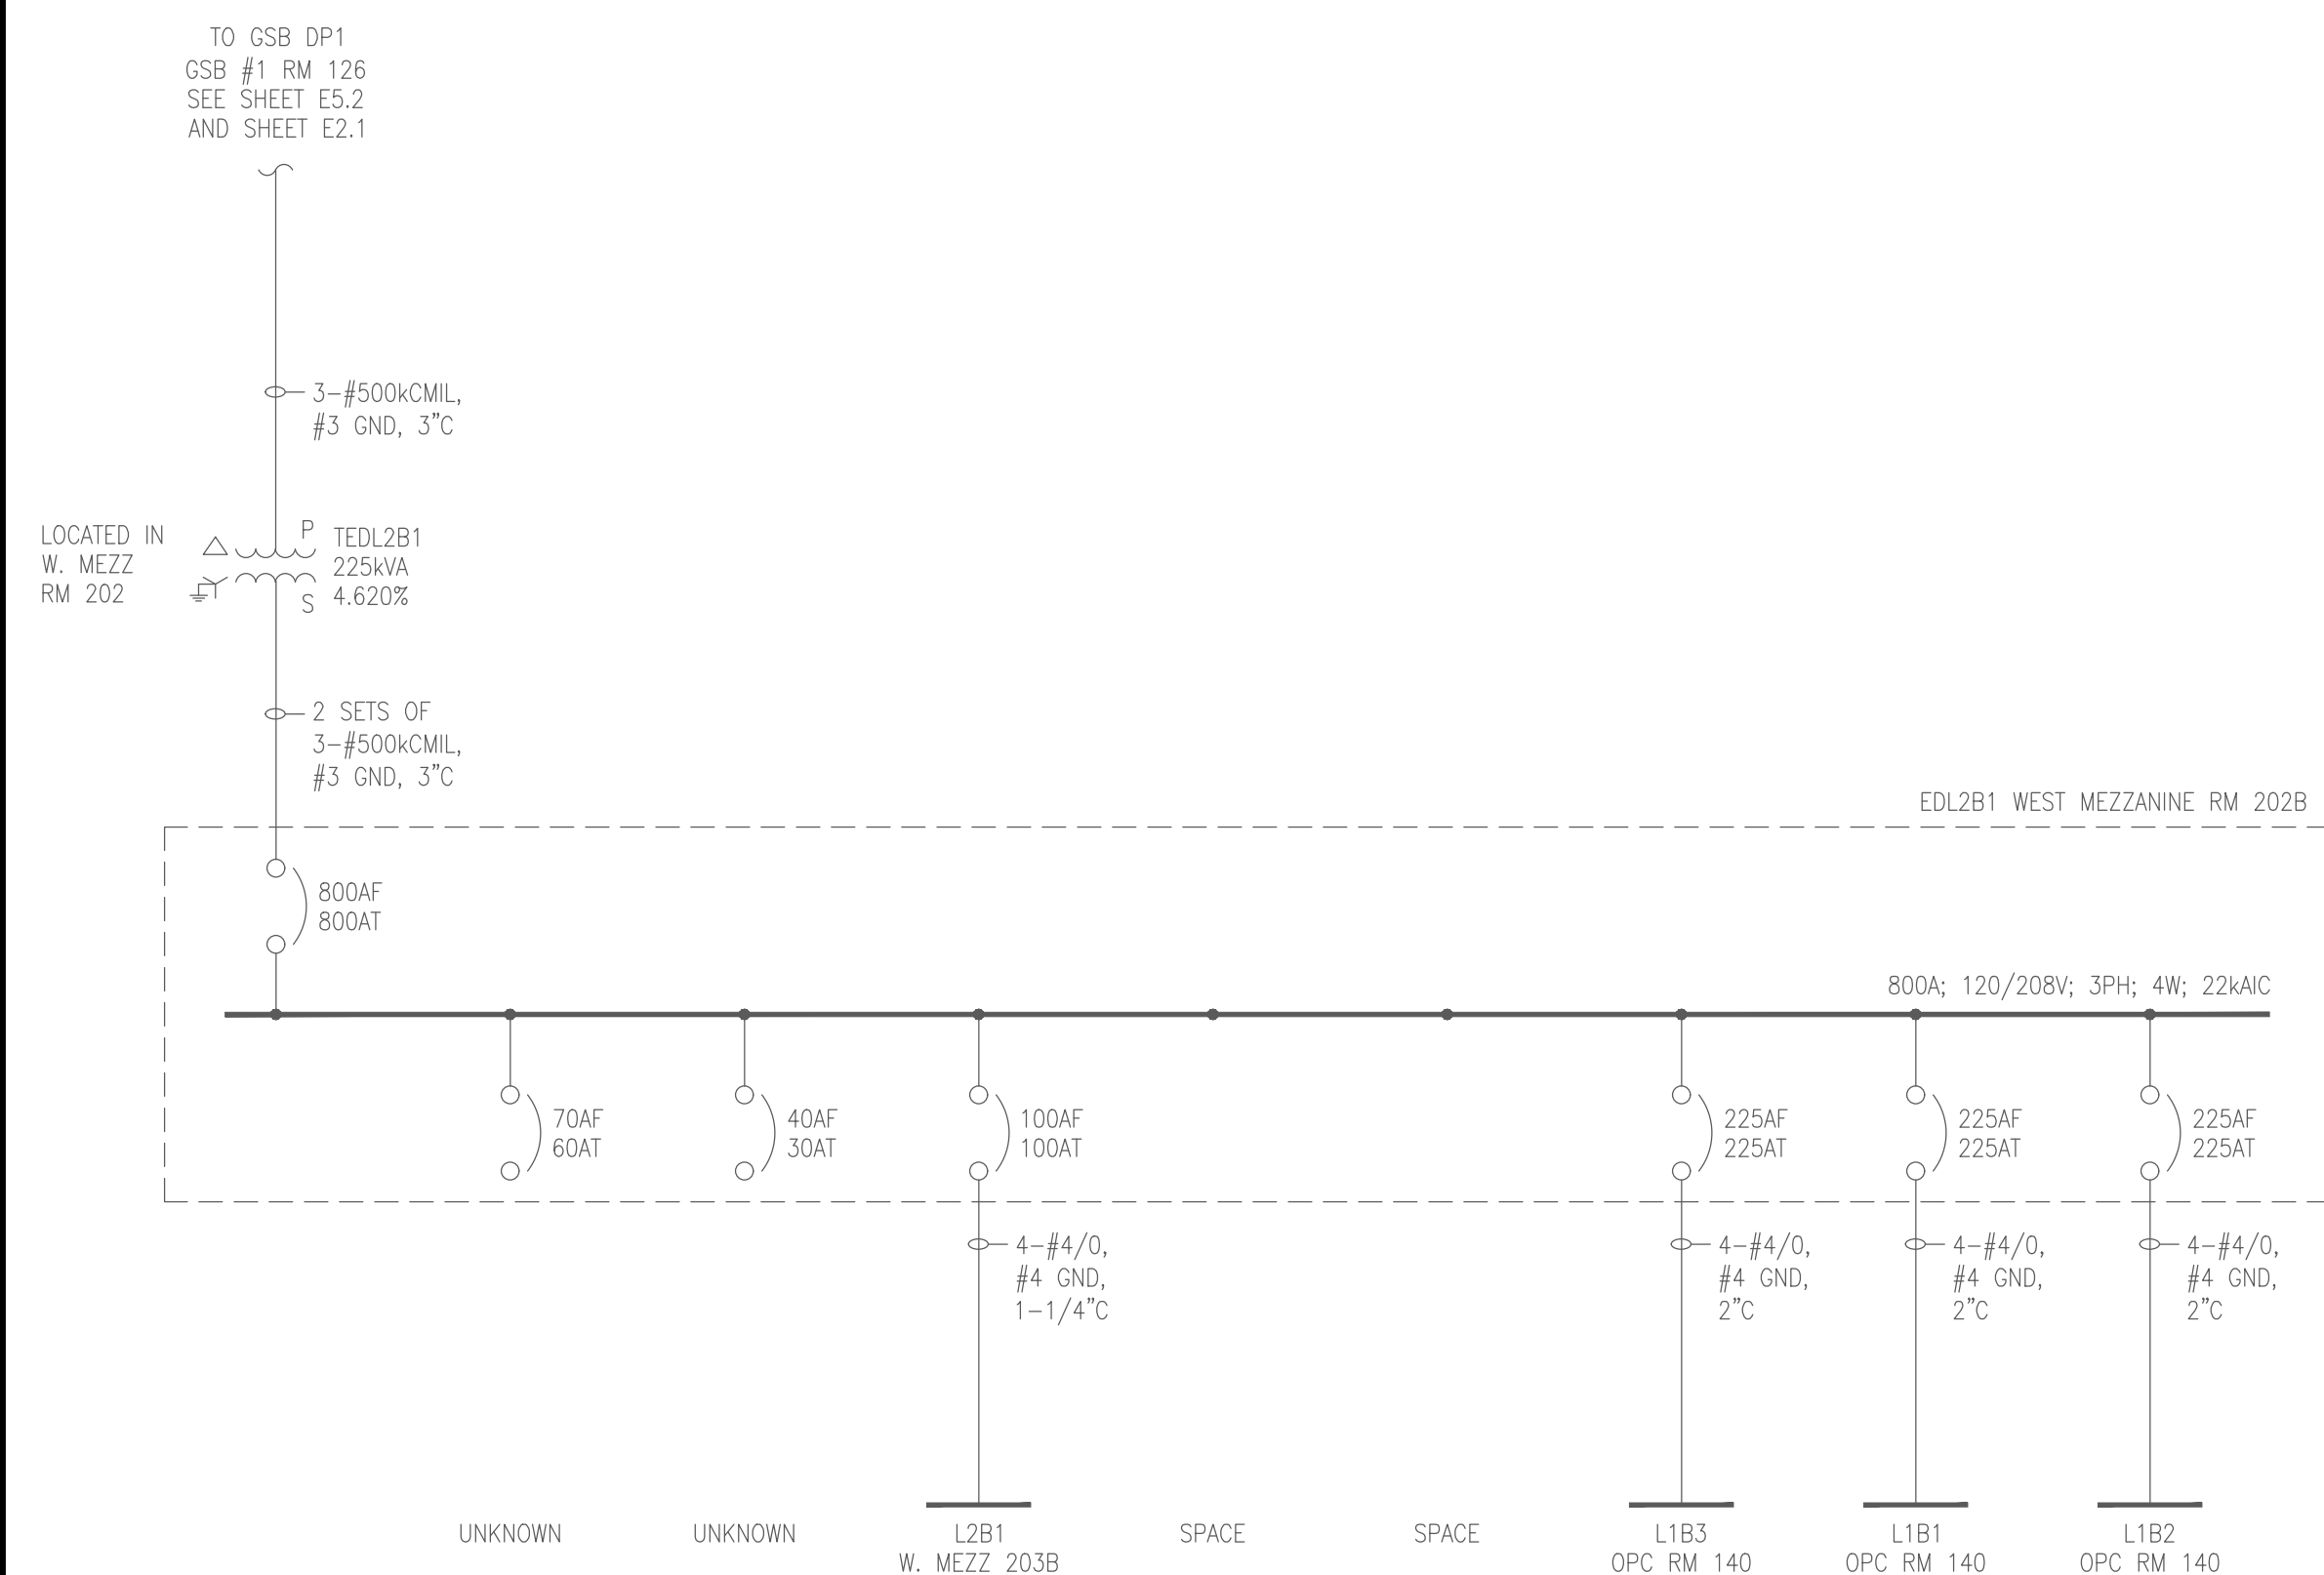 TO GSB DP1
GSB #1 RM 126
SEE SHEET E5.2
AND SHEET E2.1
3-#500kCMIL,
#3 GND, 3"C
LOCATED IN
W. MEZZ
RM 202
P
S
TEDL2B1
225kVA
4.620%
2 SETS OF
3-#500kCMIL,
#3 GND, 3"C
EDL2B1 WEST MEZZANINE RM 202B
800AF
800AT
800A; 120/208V; 3PH; 4W; 22kAIC
70AF
60AT
40AF
30AT
100AF
100AT
225AF
225AT
225AF
225AT
225AF
225AT
4-#4/0,
#4 GND,
1-1/4"C
4-#4/0,
#4 GND,
2"C
4-#4/0,
#4 GND,
2"C
4-#4/0,
#4 GND,
2"C
UNKNOWN
UNKNOWN
L2B1
W. MEZZ 203B
SPACE
SPACE
L1B3
OPC RM 140
L1B1
OPC RM 140
L1B2
OPC RM 140